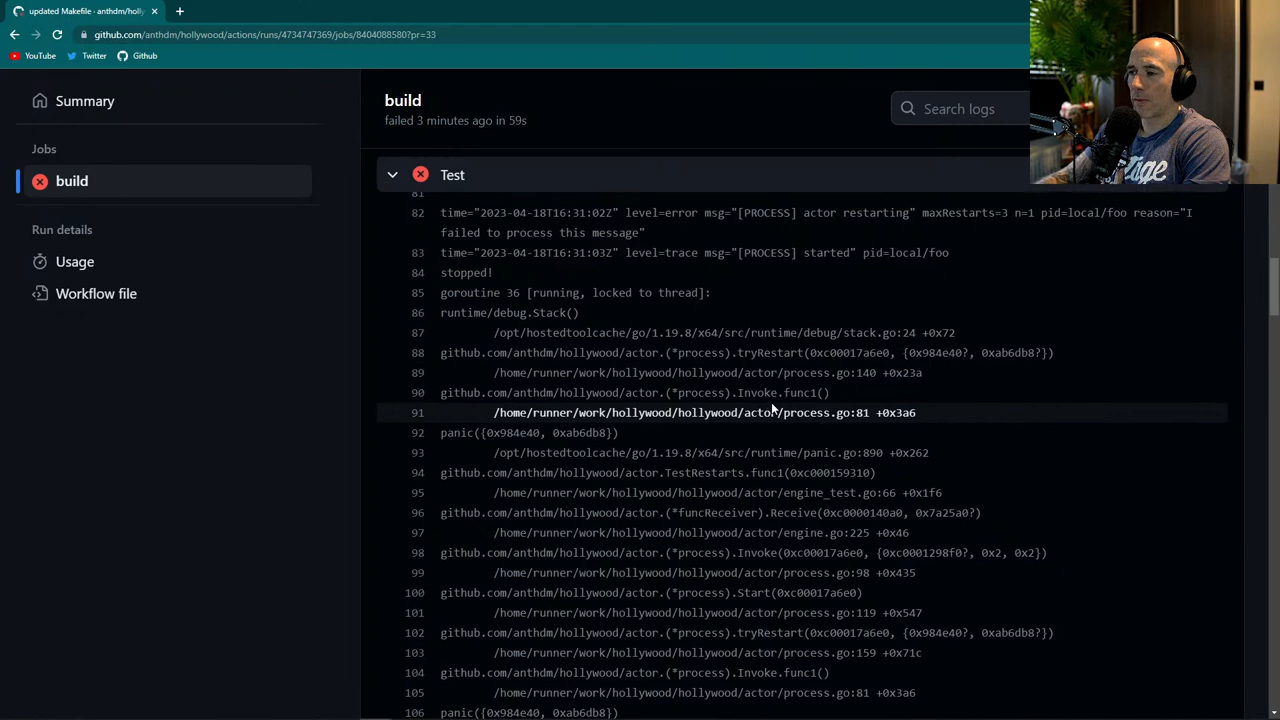 updated Makefile · anthdm/holly
github.com/anthdm/hollywood/actions/runs/4734747369/jobs/8404088580?pr=33
YouTube
Twitter
Github
Summary
Jobs
build
Run details
Usage
Workflow file
build
failed 3 minutes ago in 59s
Search logs
Test
81
82 time="2023-04-18T16:31:02Z" level=error msg="[PROCESS] actor restarting" maxRestarts=3 n=1 pid=local/foo reason="I
failed to process this message"
83 time="2023-04-18T16:31:03Z" level=trace msg="[PROCESS] started" pid=local/foo
84 stopped!
85 goroutine 36 [running, locked to thread]:
86 runtime/debug.Stack()
87 /opt/hostedtoolcache/go/1.19.8/x64/src/runtime/debug/stack.go:24 +0x72
88 github.com/anthdm/hollywood/actor.(*process).tryRestart(0xc00017a6e0, {0x984e40?, 0xab6db8?})
89 /home/runner/work/hollywood/hollywood/actor/process.go:140 +0x23a
90 github.com/anthdm/hollywood/actor.(*process).Invoke.func1()
91 /home/runner/work/hollywood/hollywood/actor/process.go:81 +0x3a6
92 panic({0x984e40, 0xab6db8})
93 /opt/hostedtoolcache/go/1.19.8/x64/src/runtime/panic.go:890 +0x262
94 github.com/anthdm/hollywood/actor.TestRestarts.func1(0xc000159310)
95 /home/runner/work/hollywood/hollywood/actor/engine_test.go:66 +0x1f6
96 github.com/anthdm/hollywood/actor.(*funcReceiver).Receive(0xc0000140a0, 0x7a25a0?)
97 /home/runner/work/hollywood/hollywood/actor/engine.go:225 +0x46
98 github.com/anthdm/hollywood/actor.(*process).Invoke(0xc00017a6e0, {0xc0001298f0?, 0x2, 0x2})
99 /home/runner/work/hollywood/hollywood/actor/process.go:98 +0x435
100 github.com/anthdm/hollywood/actor.(*process).Start(0xc00017a6e0)
101 /home/runner/work/hollywood/hollywood/actor/process.go:119 +0x547
102 github.com/anthdm/hollywood/actor.(*process).tryRestart(0xc00017a6e0, {0x984e40?, 0xab6db8?})
103 /home/runner/work/hollywood/hollywood/actor/process.go:159 +0x71c
104 github.com/anthdm/hollywood/actor.(*process).Invoke.func1()
105 /home/runner/work/hollywood/hollywood/actor/process.go:81 +0x3a6
106 panic({0x984e40, 0xab6db8})